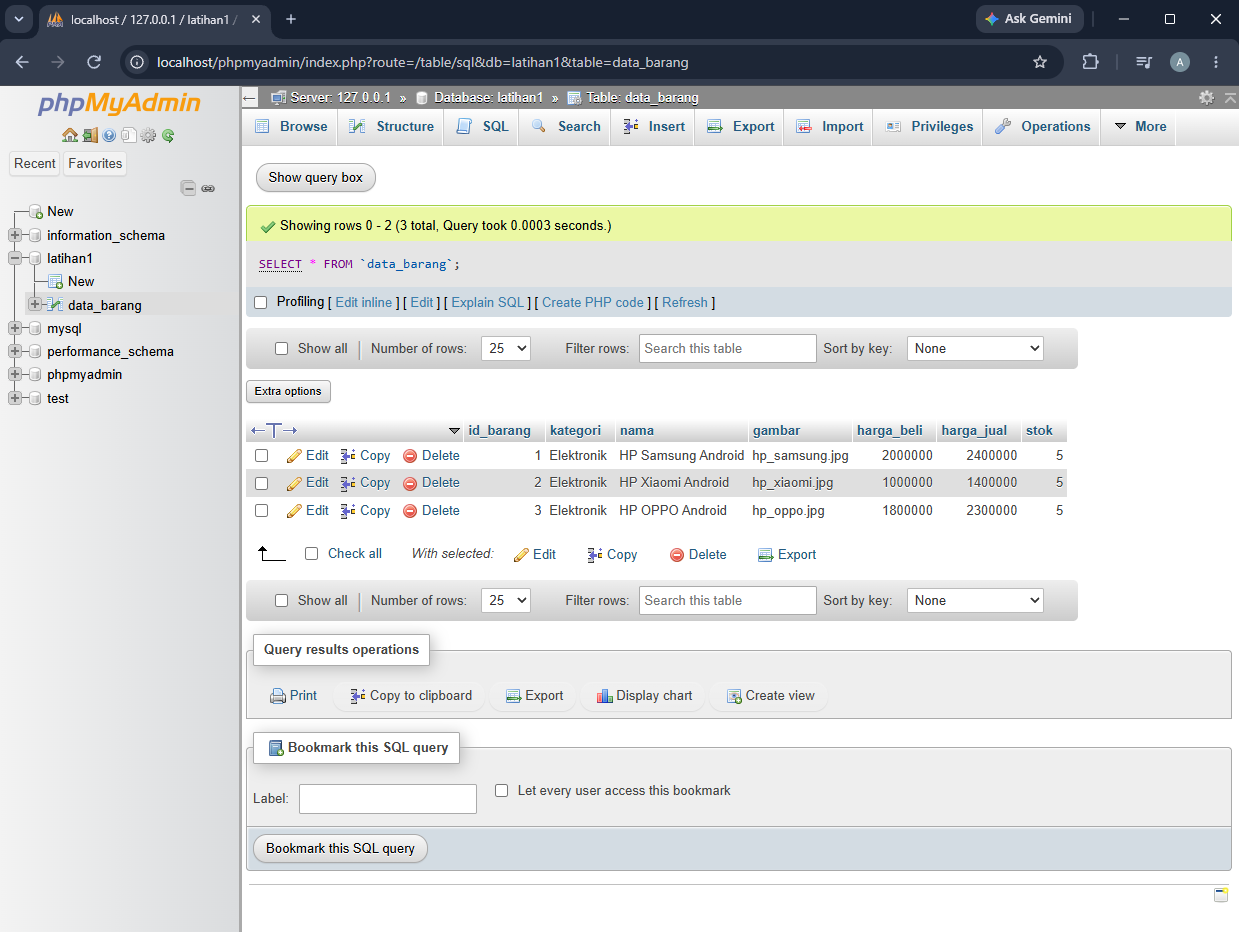 localhost / 127.0.0.1 / latihan1 /
Ask Gemini
localhost/phpmyadmin/index.php?route=/table/sql&db=latihan1&table=data_barang
A
phpMyAdmin
Recent Favorites
New
information_schema
latihan1
New
data_barang
mysql
performance_schema
phpmyadmin
test
Server: 127.0.0.1 » Database: latihan1 » Table: data_barang
Browse Structure SQL Search Insert Export Import Privileges Operations More
Show query box
Showing rows 0 - 2 (3 total, Query took 0.0003 seconds.)
SELECT * FROM `data_barang`;
Profiling [ Edit inline ] [ Edit ] [ Explain SQL ] [ Create PHP code ] [ Refresh ]
Show all Number of rows: 25 Filter rows: Search this table Sort by key: None
Extra options
id_barang kategori nama gambar harga_beli harga_jual stok
Edit Copy Delete 1 Elektronik HP Samsung Android hp_samsung.jpg 2000000 2400000 5
Edit Copy Delete 2 Elektronik HP Xiaomi Android hp_xiaomi.jpg 1000000 1400000 5
Edit Copy Delete 3 Elektronik HP OPPO Android hp_oppo.jpg 1800000 2300000 5
Check all With selected: Edit Copy Delete Export
Show all Number of rows: 25 Filter rows: Search this table Sort by key: None
Query results operations
Print Copy to clipboard Export Display chart Create view
Bookmark this SQL query
Label: Let every user access this bookmark
Bookmark this SQL query